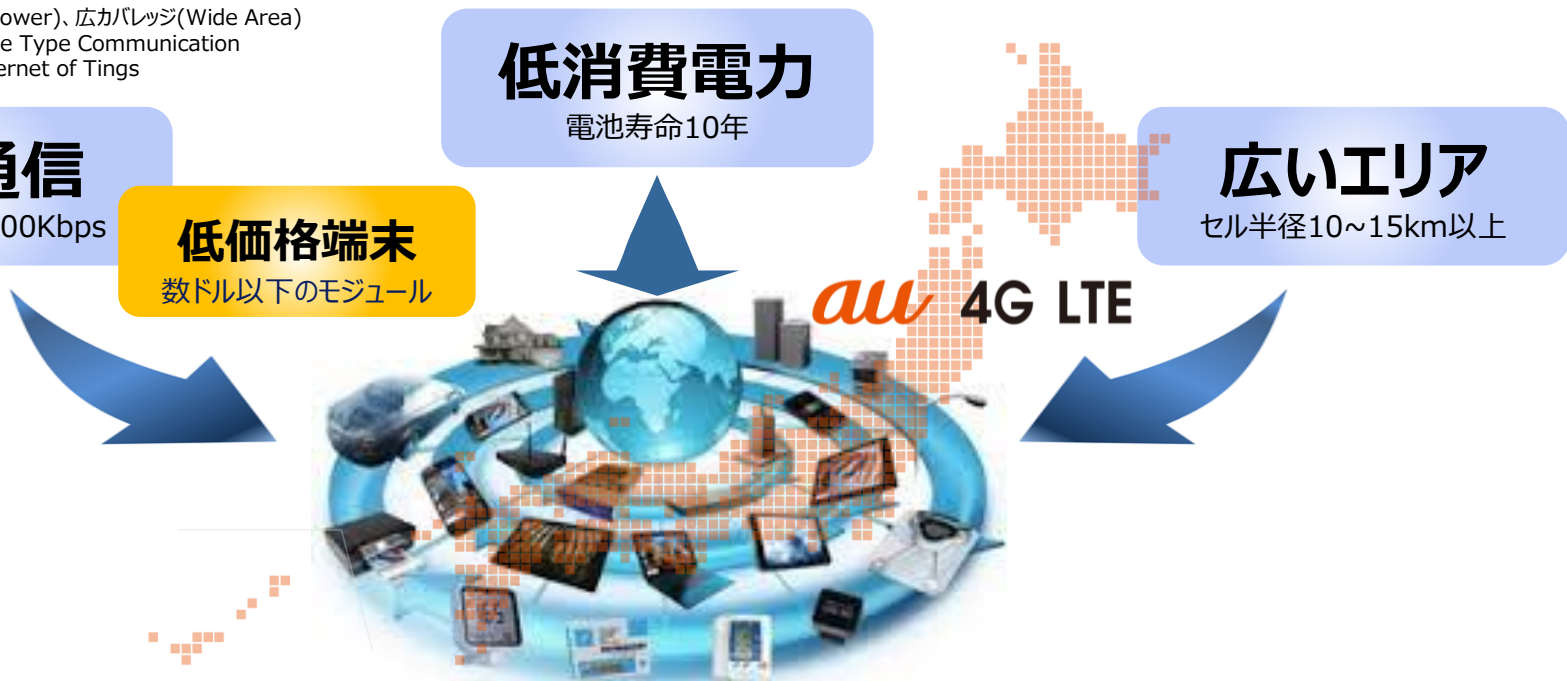 ower)、広カバレッジ(Wide Area)
e Type Communication
ernet of Tings
低消費電力
電池寿命10年
通信
00Kbps
低価格端末
数ドル以下のモジュール
広いエリア
セル半径10~15km以上
au 4G LTE